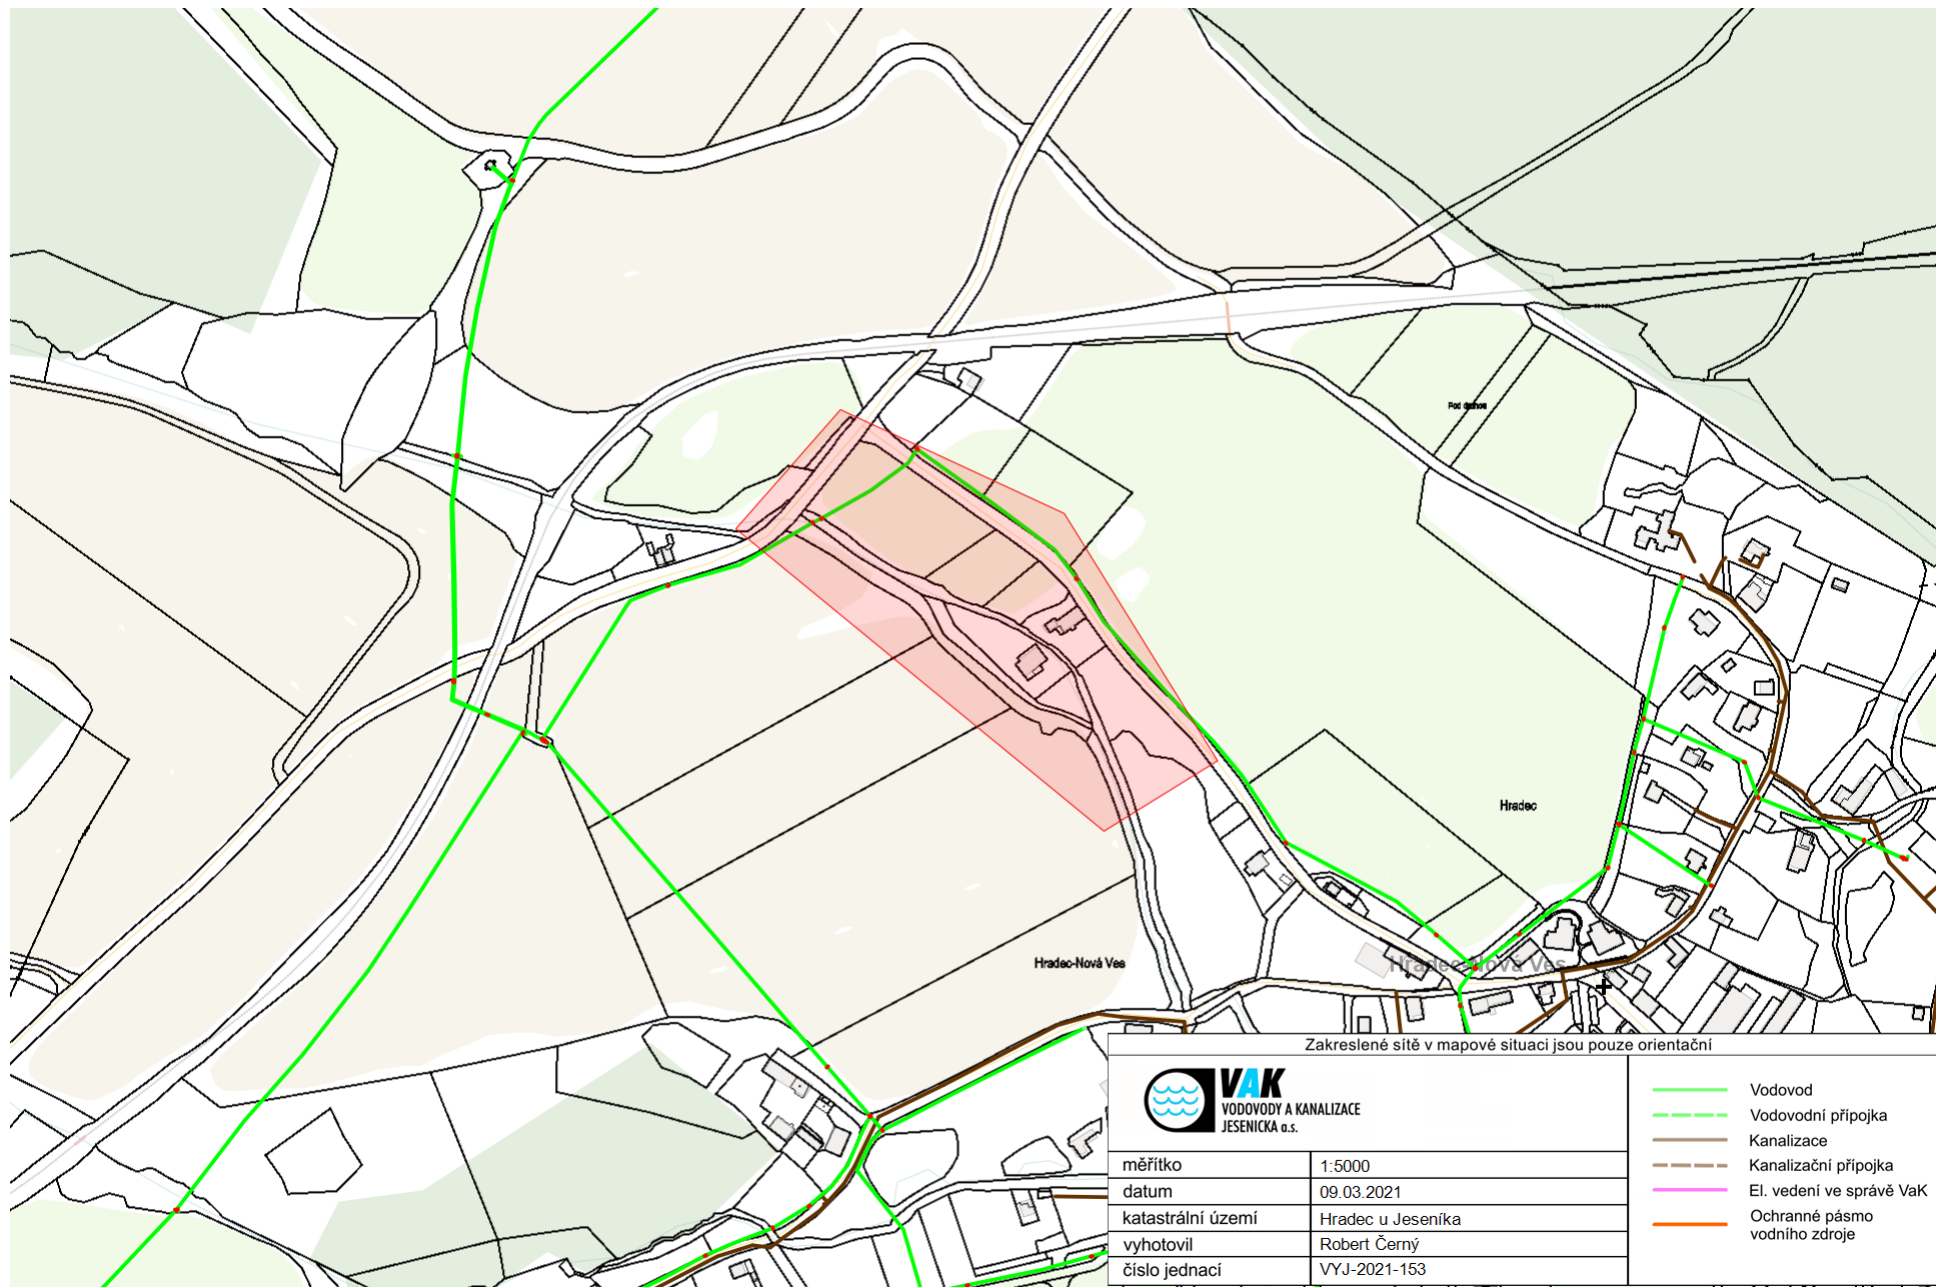 Pod drahou
Hradec
Hradec-Nová Ves
Hradec-Nová Ves
Zakreslené sítě v mapové situaci jsou pouze orientační
VAK
VODOVODY A KANALIZACE
JESENICKA a.s.
měřítko 1:5000
datum 09.03.2021
katastrální území Hradec u Jeseníka
vyhotovil Robert Černý
číslo jednací VYJ-2021-153
Vodovod
Vodovodní přípojka
Kanalizace
Kanalizační přípojka
El. vedení ve správě VaK
Ochranné pásmo
vodního zdroje